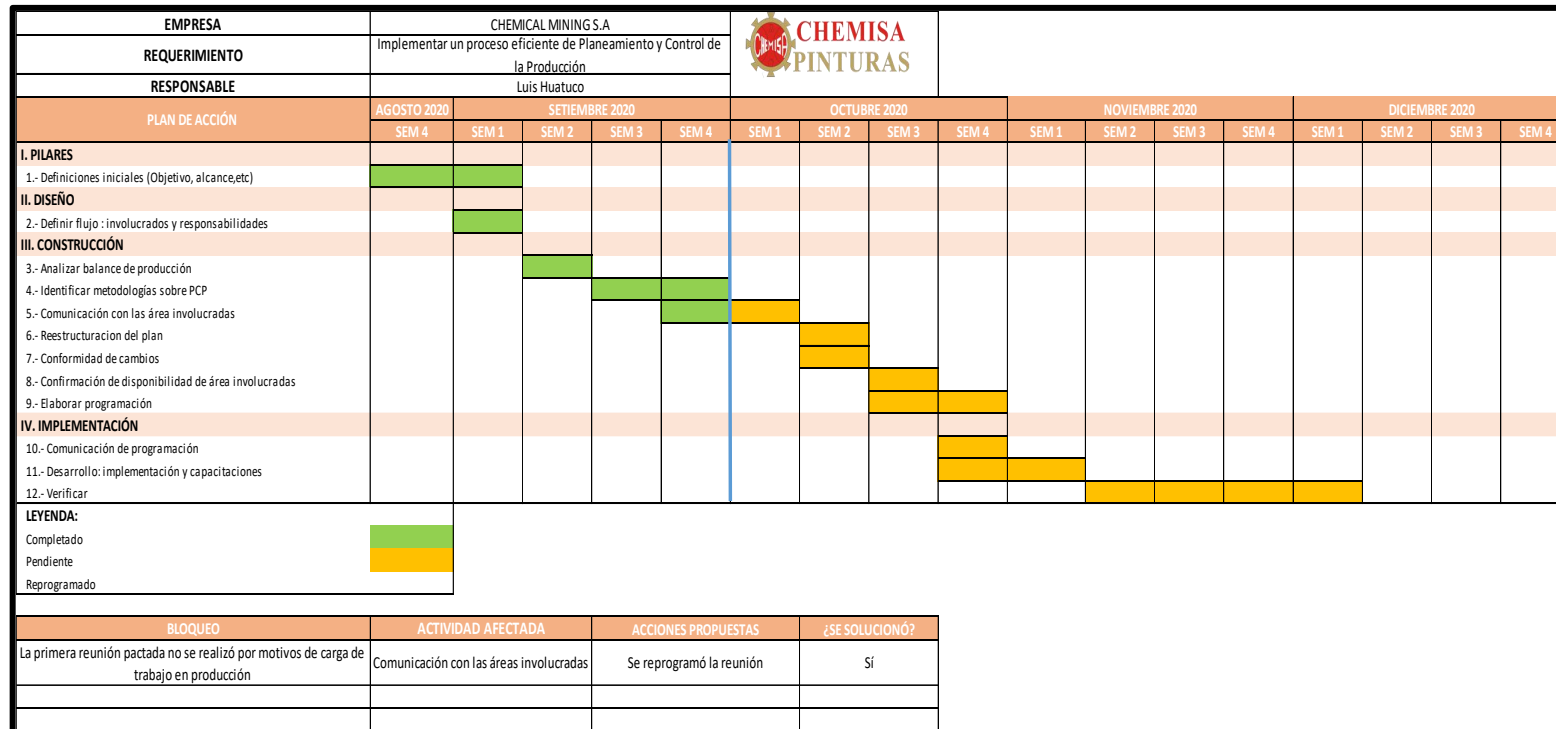 EMPRESA CHEMICAL MINING S.A
CHEMISA
CHEMISA
PINTURAS
REQUERIMIENTO Implementar un proceso eficiente de Planeamiento y Control de
la Producción
RESPONSABLE Luis Huatuco
PLAN DE ACCIÓN AGOSTO 2020 SETIEMBRE 2020 OCTUBRE 2020 NOVIEMBRE 2020 DICIEMBRE 2020
SEM 4 SEM 1 SEM 2 SEM 3 SEM 4 SEM 1 SEM 2 SEM 3 SEM 4 SEM 1 SEM 2 SEM 3 SEM 4 SEM 1 SEM 2 SEM 3 SEM 4
I. PILARES
1.- Definiciones iniciales (Objetivo, alcance,etc)
II. DISEÑO
2.- Definir flujo : involucrados y responsabilidades
III. CONSTRUCCIÓN
3.- Analizar balance de producción
4.- Identificar metodologías sobre PCP
5.- Comunicación con las área involucradas
6.- Reestructuracion del plan
7.- Conformidad de cambios
8.- Confirmación de disponibilidad de área involucradas
9.- Elaborar programación
IV. IMPLEMENTACIÓN
10.- Comunicación de programación
11.- Desarrollo: implementación y capacitaciones
12.- Verificar
LEYENDA:
Completado
Pendiente
Reprogramado
BLOQUEO ACTIVIDAD AFECTADA ACCIONES PROPUESTAS ¿SE SOLUCIONÓ?
La primera reunión pactada no se realizó por motivos de carga de
trabajo en producción Comunicación con las áreas involucradas Se reprogramó la reunión Sí